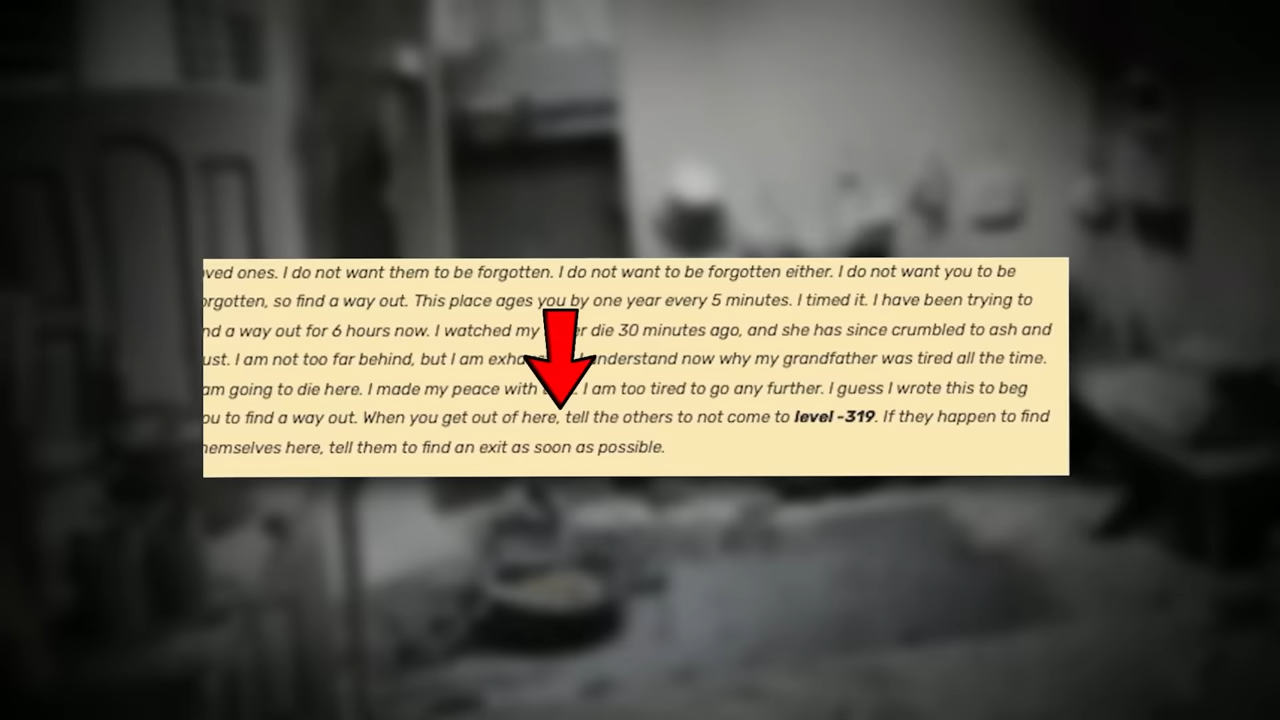 ved ones. I do not want them to be forgotten. I do not want to be forgotten either. I do not want you to be
orgotten, so find a way out. This place ages you by one year every 5 minutes. I timed it. I have been trying to
nd a way out for 6 hours now. I watched my er die 30 minutes ago, and she has since crumbled to ash and
ust. I am not too far behind, but I am exha understand now why my grandfather was tired all the time.
am going to die here. I made my peace with I am too tired to go any further. I guess I wrote this to beg
ou to find a way out. When you get out of here, tell the others to not come to level -319. If they happen to find
hemselves here, tell them to find an exit as soon as possible.